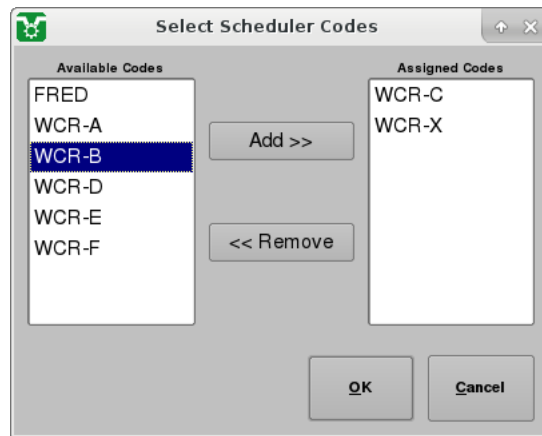 Select Scheduler Codes
Available Codes
FRED
WCR-A
WCR-B
WCR-D
WCR-E
WCR-F
Add >>
<< Remove
Assigned Codes
WCR-C
WCR-X
OK
Cancel